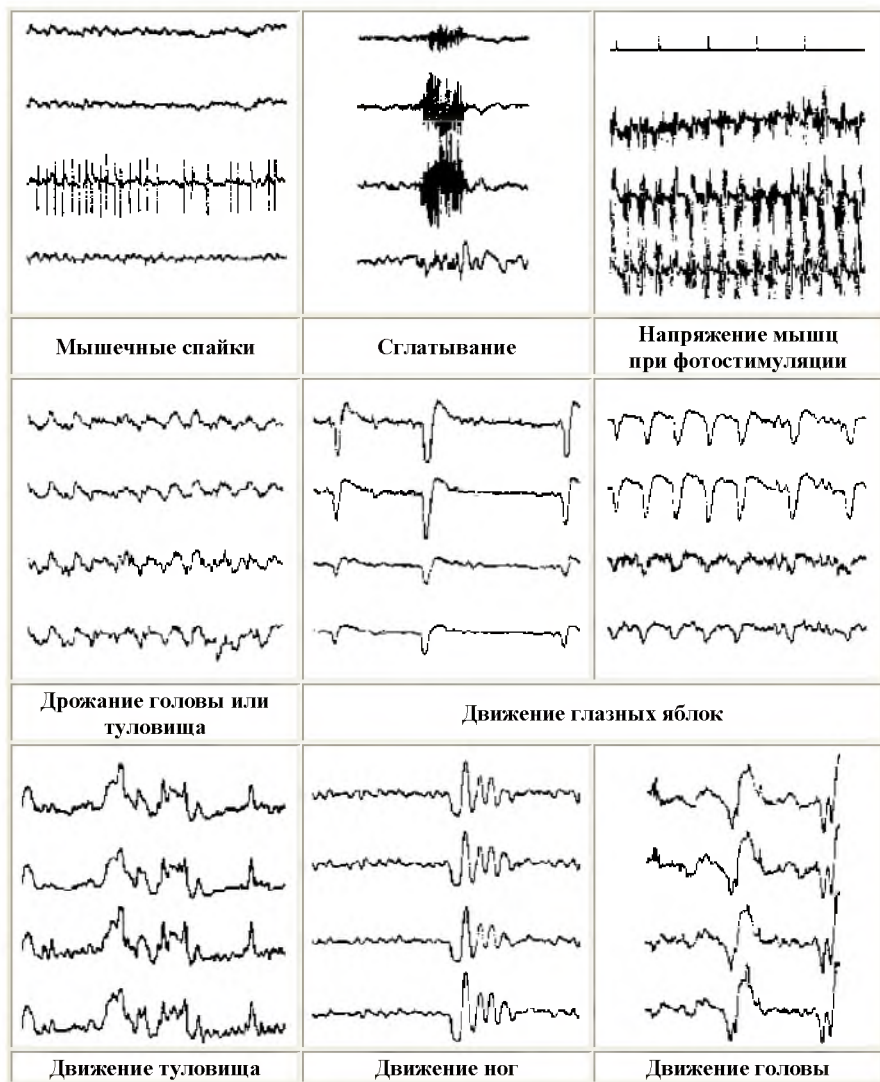 Мышечные спайки
Сглатывание
Напряжение мышц
при фотостимуляции
Дрожание головы или
туловища
Движение глазных яблок
Движение туловища
Движение ног
Движение головы